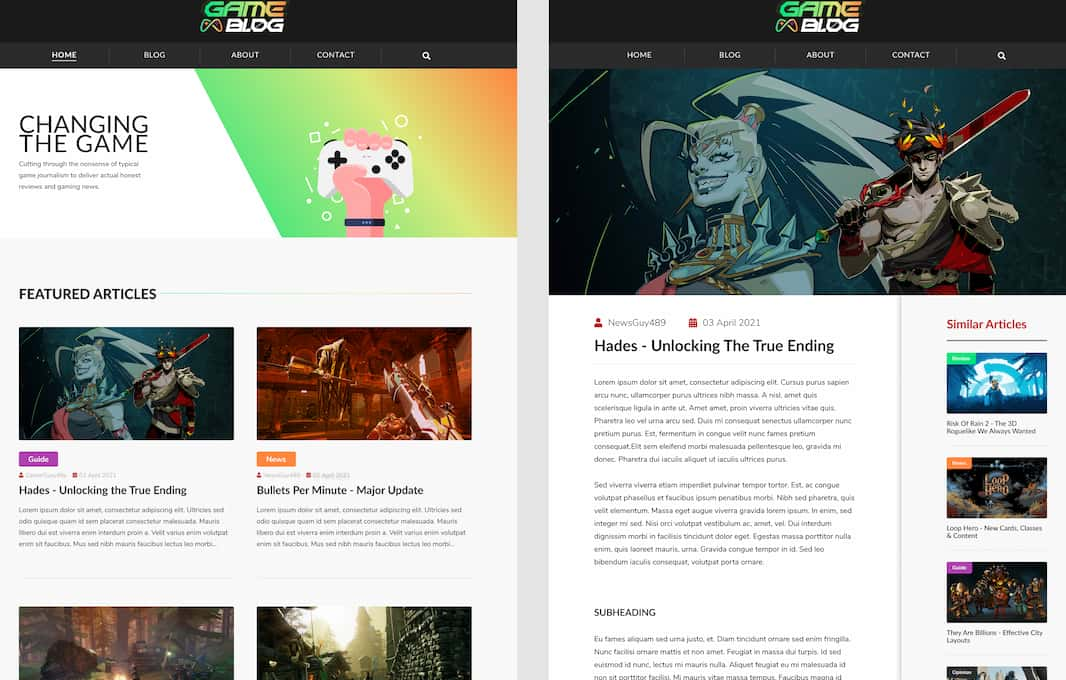 GAME
BLOG
HOME
BLOG
ABOUT
CONTACT
CHANGING
THE GAME
Cutting through the nonsense of typical
game journalism to deliver actual honest
reviews and gaming news.
FEATURED ARTICLES
Guide
03 April 2021
Hades - Unlocking the True Ending
Lorem ipsum dolor sit amet, consectetur adipiscing elit. Ultricies sed
odio quisque quam id sem placerat consectetur malesuada. Mauris
libero dui est viverra enim interdum proin a. Velit varius enim volutpat
enim sit faucibus. Mus sed nibh mauris faucibus lectus leo morbi...
News
NewsGuy489 03 April 2021
Bullets Per Minute - Major Update
Lorem ipsum dolor sit amet, consectetur adipiscing elit. Ultricies sed
odio quisque quam id sem placerat consectetur malesuada. Mauris
libero dui est viverra enim interdum proin a. Velit varius enim volutpat
enim sit faucibus. Mus sed nibh mauris faucibus lectus leo morbi...
GAME
BLOG
HOME
BLOG
ABOUT
CONTACT
NewsGuy489 03 April 2021
Hades - Unlocking The True Ending
Lorem ipsum dolor sit amet, consectetur adipiscing elit. Cursus purus sapien
arcu nunc, ullamcorper purus ultrices nibh massa. A nisl, amet quis
scelerisque ligula in ante ut. Amet amet, proin viverra ultricies vitae quis.
Pharetra leo vel urna arcu sed. Duis mi consequat senectus ullamcorper nunc
pretium purus. Est, fermentum in congue velit nunc fames pretium
consequat.Elit sem eleifend morbi malesuada pellentesque leo, gravida mi
donec. Pharetra dui iaculis aliquet ut iaculis ultrices purus.
Sed viverra viverra etiam imperdiet pulvinar tempor tortor. Est, ac congue
volutpat phasellus et faucibus ipsum penatibus morbi. Nibh sed pharetra, quis
velit elementum. Massa eget augue viverra gravida lorem ipsum. In enim, sed
integer mi sed. Nisi orci volutpat vestibulum ac, amet, vel. Dui interdum
dignissim morbi in facilisis tincidunt dolor eget. Egestas massa porttitor nulla
enim, quis laoreet mauris, urna. Gravida congue tempor in id. Sed leo
bibendum iaculis consequat, volutpat porta ornare.
SUBHEADING
Eu fames aliquam sed urna justo, et. Diam tincidunt ornare sed enim fringilla.
Nunc facilisi ornare mattis et non amet. Feugiat in massa dui turpis. Id sed
euismod id nunc, lectus mi mauris nulla. Aliquet feugiat eu mi malesuada id
non sit porttitor facilisi. Mi vitae massa tempus. Faucibus magna id
Similar Articles
Review
Risk Of Rain 2 - The 3D
Roguelike We Always Wanted
News
LOOP
HERO
Loop Hero - New Cards, Classes
& Content
Guide
They Are Billions - Effective City
Layouts
Opinion